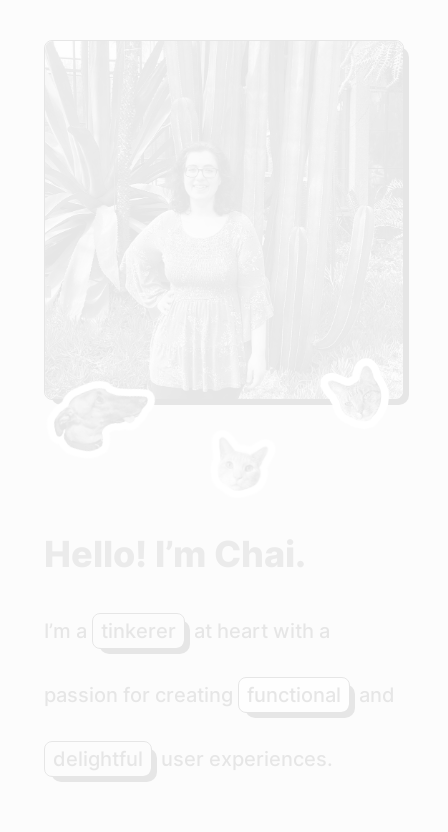 Hello! I’m Chai.
I’m a tinkerer at heart with a
passion for creating functional and
delightful user experiences.